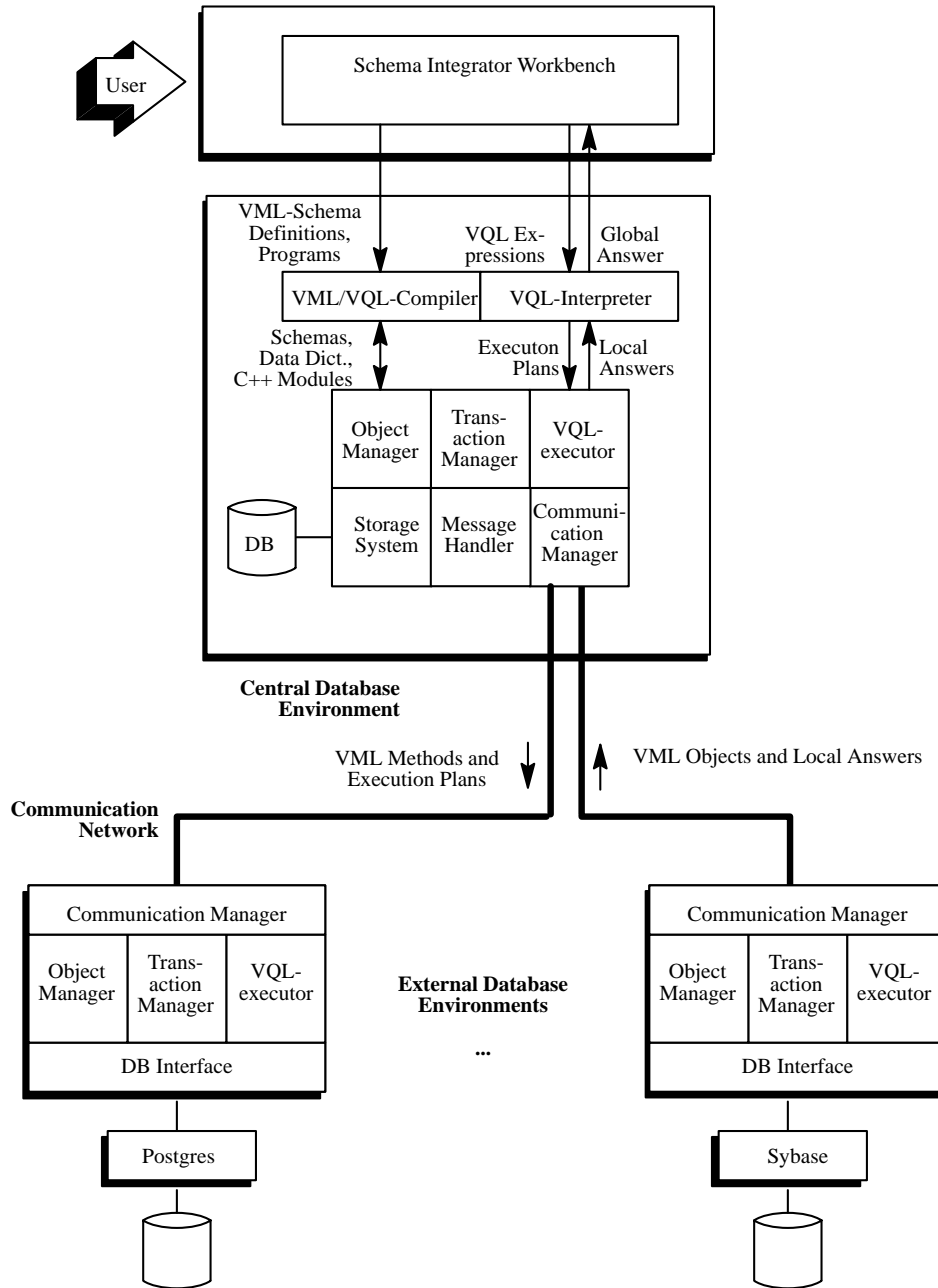 Schema Integrator Workbench
User
VML-Schema
Definitions,
Programs
VQL Ex-
pressions
Global
Answer
VML/VQL-Compiler
VQL-Interpreter
Schemas,
Data Dict.,
C++ Modules
Executon
Plans
Local
Answers
Object
Manager
Trans-
action
Manager
VQL-
executor
DB
Storage
System
Message
Handler
Communi-
cation
Manager
Central Database
Environment
VML Methods and
Execution Plans
VML Objects and Local Answers
Communication
Network
Communication Manager
Object
Manager
Trans-
action
Manager
VQL-
executor
DB Interface
Postgres
External Database
Environments
...
Communication Manager
Object
Manager
Trans-
action
Manager
VQL-
executor
DB Interface
Sybase